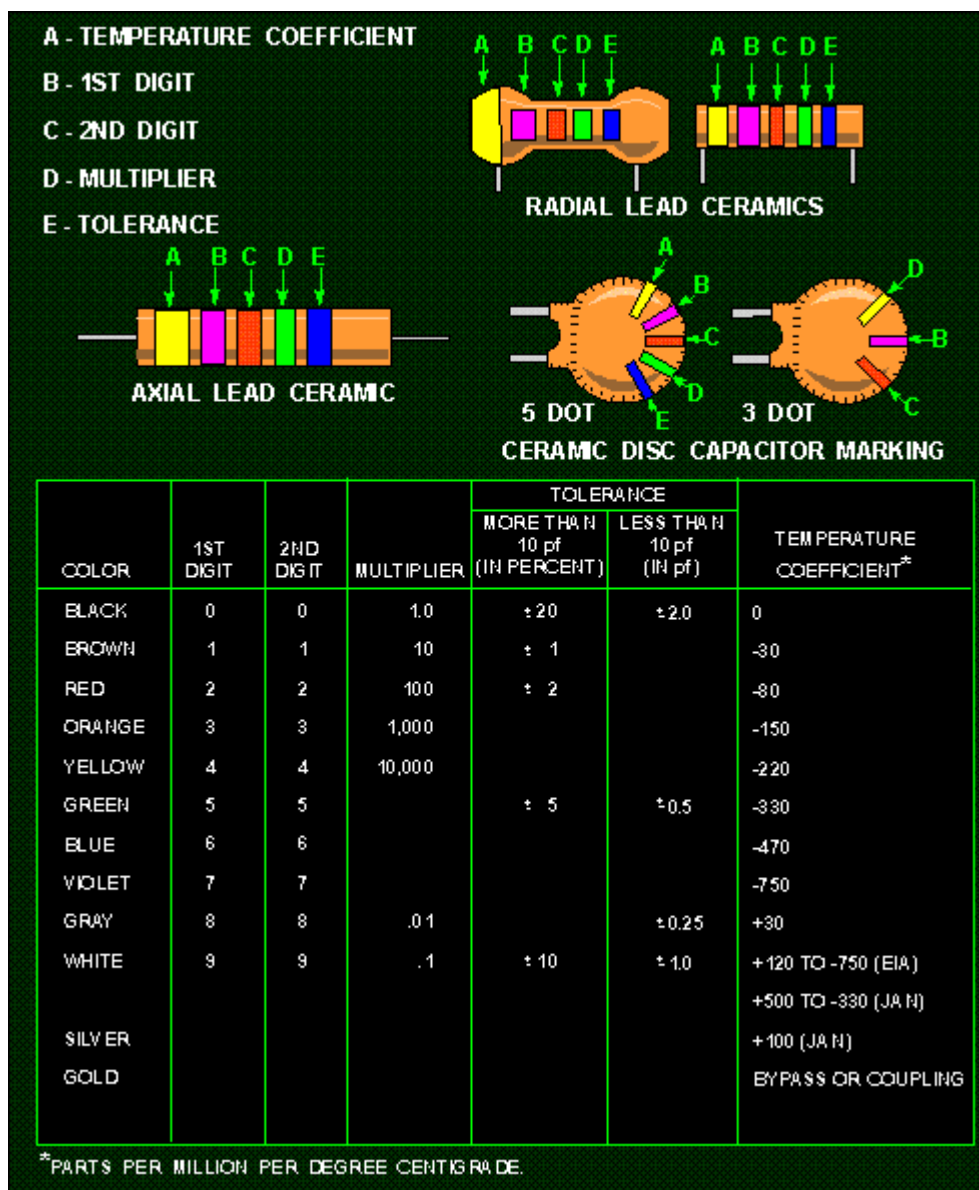 A - TEMPERATURE COEFFICIENT
B - 1ST DIGIT
C - 2ND DIGIT
D - MULTIPLIER
E - TOLERANCE
A B C D E
A B C D E
RADIAL LEAD CERAMICS
A B C D E
AXIAL LEAD CERAMIC
A
B
C
D
E
5 DOT
D
B
C
3 DOT
CERAMIC DISC CAPACITOR MARKING
COLOR
1ST
DIGIT
2ND
DIGIT
MULTIPLIER
TOLERANCE
MORE THAN
10 pf
(IN PERCENT)
LESS THAN
10 pf
(IN pf)
TEMPERATURE
COEFFICIENT*
BLACK 0 0 1.0 ±20 ±2.0 0
BROWN 1 1 10 ± 1 -30
RED 2 2 100 ± 2 -80
ORANGE 3 3 1,000 -150
YELLOW 4 4 10,000 -220
GREEN 5 5 ± 5 ±0.5 -330
BLUE 6 6 -470
VIOLET 7 7 -750
GRAY 8 8 .01 ±0.25 +30
WHITE 9 9 .1 ±10 ±1.0 +120 TO -750 (EIA)
+500 TO -330 (JAN)
SILVER +100 (JAN)
GOLD BYPASS OR COUPLING
*PARTS PER MILLION PER DEGREE CENTIGRADE.